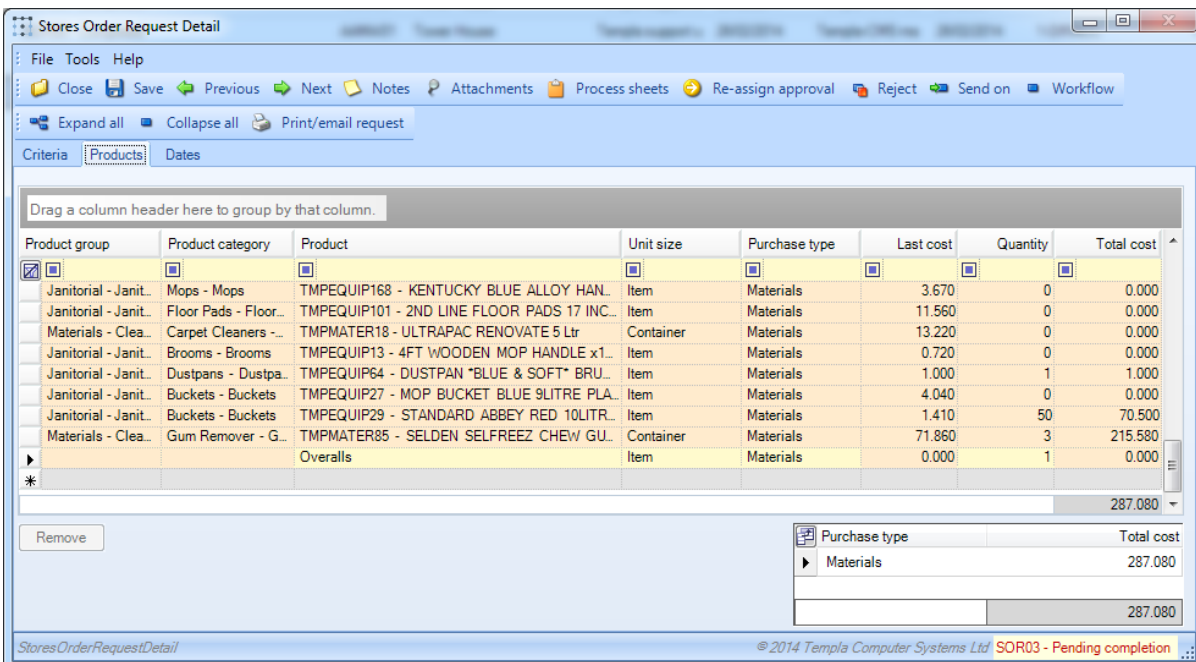 Stores Order Request Detail
File Tools Help
Close Save Previous Next Notes Attachments Process sheets Re-assign approval Reject Send on Workflow
Expand all Collapse all Print/email request
Criteria Products Dates
Drag a column header here to group by that column.
Product group Product category Product Unit size Purchase type Last cost Quantity Total cost
Janitorial - Janit... Mops - Mops TMPEQUIP168 - KENTUCKY BLUE ALLOY HAN... Item Materials 3.670 0 0.000
Janitorial - Janit... Floor Pads - Floor... TMPEQUIP101 - 2ND LINE FLOOR PADS 17 INC... Item Materials 11.560 0 0.000
Materials - Clea... Carpet Cleaners -... TMPMATER18 - ULTRAPAC RENOVATE 5 Ltr Container Materials 13.220 0 0.000
Janitorial - Janit... Brooms - Brooms TMPEQUIP13 - 4FT WOODEN MOP HANDLE x1... Item Materials 0.720 0 0.000
Janitorial - Janit... Dustpans - Dustpa... TMPEQUIP64 - DUSTPAN *BLUE & SOFT* BRU... Item Materials 1.000 1 1.000
Janitorial - Janit... Buckets - Buckets TMPEQUIP27 - MOP BUCKET BLUE 9LITRE PLA... Item Materials 4.040 0 0.000
Janitorial - Janit... Buckets - Buckets TMPEQUIP29 - STANDARD ABBEY RED 10LITR... Item Materials 1.410 50 70.500
Materials - Clea... Gum Remover - G... TMPMATER85 - SELDEN SELFREEZ CHEW GU... Container Materials 71.860 3 215.580
Overalls Item Materials 0.000 1 0.000
287.080
Remove
Purchase type Total cost
Materials 287.080
287.080
StoresOrderRequestDetail © 2014 Templa Computer Systems Ltd SOR03 - Pending completion